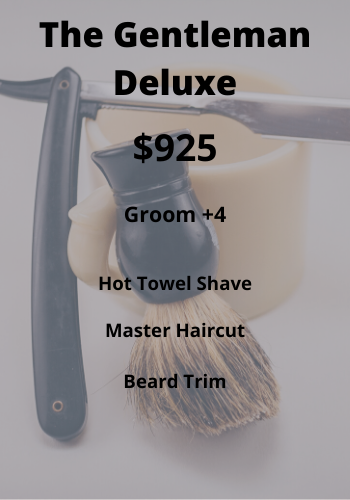 The Gentleman
Deluxe
$925
Groom +4
Hot Towel Shave
Master Haircut
Beard Trim